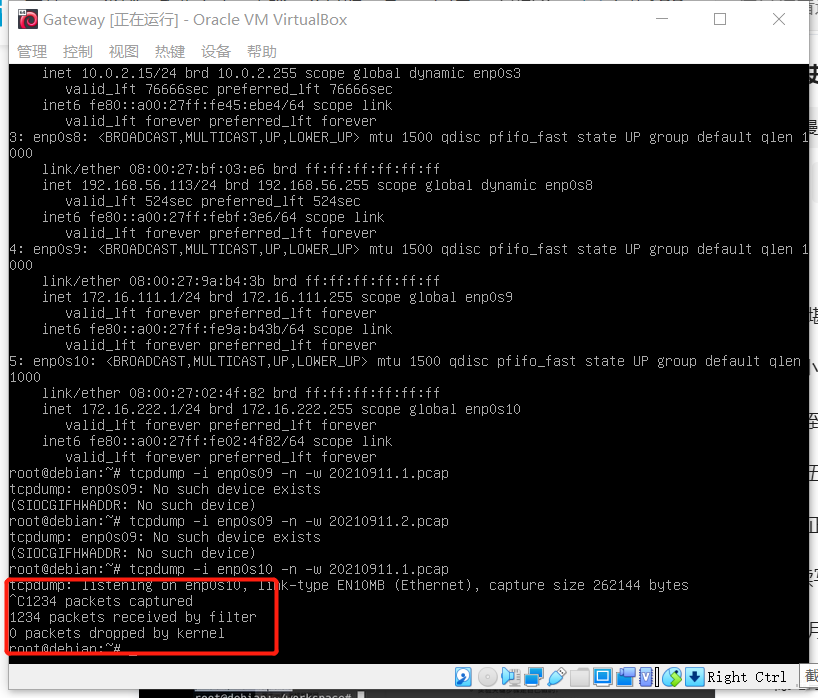 Gateway [正在运行] - Oracle VM VirtualBox
管理 控制 视图 热键 设备 帮助
inet 10.0.2.15/24 brd 10.0.2.255 scope global dynamic enp0s3
valid_lft 76666sec preferred_lft 76666sec
inet6 fe80::a00:27ff:fe45:ebe4/64 scope link
valid_lft forever preferred_lft forever
3: enp0s8: <BROADCAST,MULTICAST,UP,LOWER_UP> mtu 1500 qdisc pfifo_fast state UP group default qlen 1
000
link/ether 08:00:27:bf:03:e6 brd ff:ff:ff:ff:ff:ff
inet 192.168.56.113/24 brd 192.168.56.255 scope global dynamic enp0s8
valid_lft 524sec preferred_lft 524sec
inet6 fe80::a00:27ff:febf:3e6/64 scope link
valid_lft forever preferred_lft forever
4: enp0s9: <BROADCAST,MULTICAST,UP,LOWER_UP> mtu 1500 qdisc pfifo_fast state UP group default qlen 1
000
link/ether 08:00:27:9a:b4:3b brd ff:ff:ff:ff:ff:ff
inet 172.16.111.1/24 brd 172.16.111.255 scope global enp0s9
valid_lft forever preferred_lft forever
inet6 fe80::a00:27ff:fe9a:b43b/64 scope link
valid_lft forever preferred_lft forever
5: enp0s10: <BROADCAST,MULTICAST,UP,LOWER_UP> mtu 1500 qdisc pfifo_fast state UP group default qlen
1000
link/ether 08:00:27:02:4f:82 brd ff:ff:ff:ff:ff:ff
inet 172.16.222.1/24 brd 172.16.222.255 scope global enp0s10
valid_lft forever preferred_lft forever
inet6 fe80::a00:27ff:fe02:4f82/64 scope link
valid_lft forever preferred_lft forever
root@debian:~# tcpdump -i enp0s09 -n -w 20210911.1.pcap
tcpdump: enp0s09: No such device exists
(SIOCGIFHWADDR: No such device)
root@debian:~# tcpdump -i enp0s09 -n -w 20210911.2.pcap
tcpdump: enp0s09: No such device exists
(SIOCGIFHWADDR: No such device)
root@debian:~# tcpdump -i enp0s10 -n -w 20210911.1.pcap
tcpdump: listening on enp0s10, link-type EN10MB (Ethernet), capture size 262144 bytes
^C1234 packets captured
1234 packets received by filter
0 packets dropped by kernel
root@debian:~# _
Right Ctrl
root@debian:~/workspace#